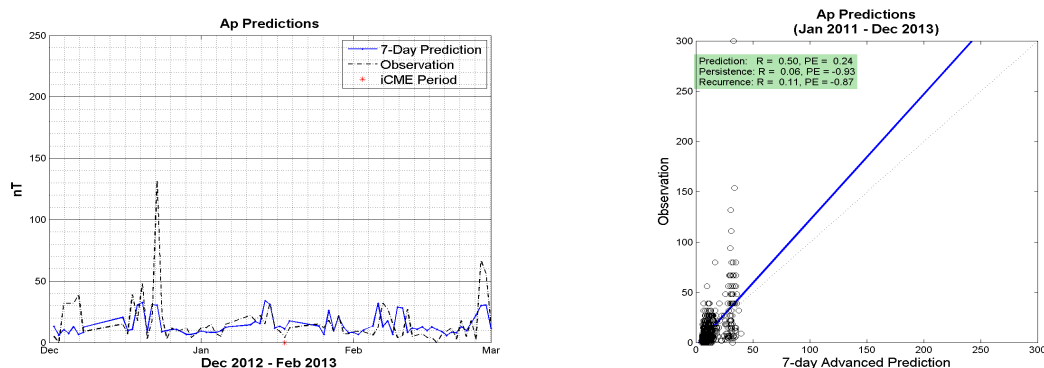 Ap Predictions
250
200
150
100
50
0
nT
7-Day Prediction
Observation
iCME Period
Dec
Jan
Feb
Mar
Dec 2012 - Feb 2013
Ap Predictions
(Jan 2011 - Dec 2013)
Prediction: R = 0.50, PE = 0.24
Persistence: R = 0.06, PE = -0.93
Recurrence: R = 0.11, PE = -0.87
300
250
200
150
100
50
0
Observation
0
50
100
150
200
250
300
7-day Advanced Prediction